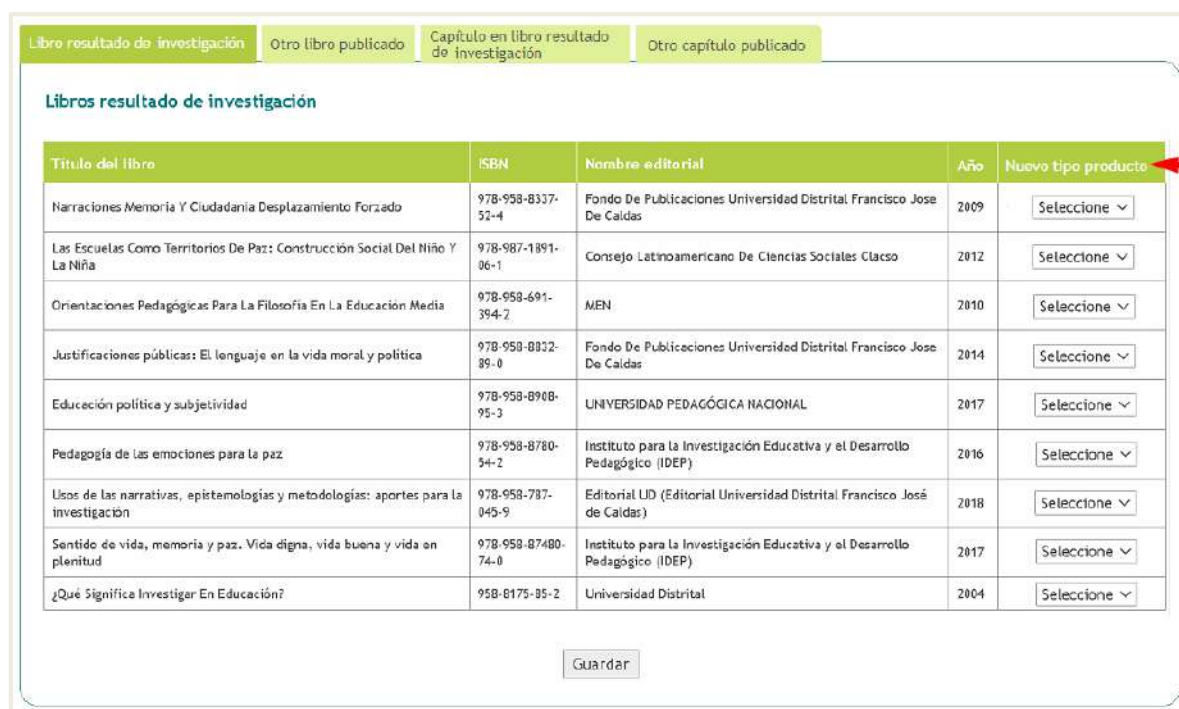 Libro resultado de investigación
Otro libro publicado
Capítulo en libro resultado
de investigación
Otro capítulo publicado
Libros resultado de investigación
Título del libro ISBN Nombre editorial Año Nuevo tipo producto
Narraciones Memoria Y Ciudadania Desplazamiento Forzado
978-958-8337-
52-4
Fondo De Publicaciones Universidad Distrital Francisco Jose
De Caldas
2009
Seleccione
Las Escuelas Como Territorios De Paz: Construcción Social Del Niño Y
La Niña
978-987-1891-
06-1
Consejo Latinoamericano De Ciencias Sociales Clacso
2012
Seleccione
Orientaciones Pedagógicas Para La Filosofía En La Educación Media
978-958-691-
394-2
MEN
2010
Seleccione
Justificaciones públicas: El lenguaje en la vida moral y política
978-958-8832-
89-0
Fondo De Publicaciones Universidad Distrital Francisco Jose
De Caldas
2014
Seleccione
Educación política y subjetividad
978-958-8908-
95-3
UNIVERSIDAD PEDAGÓGICA NACIONAL
2017
Seleccione
Pedagogía de las emociones para la paz
978-958-8780-
54-2
Instituto para la Investigación Educativa y el Desarrollo
Pedagógico (IDEP)
2016
Seleccione
Usos de las narrativas, epistemologías y metodologías: aportes para la
investigación
978-958-787-
045-9
Editorial UD (Editorial Universidad Distrital Francisco José
de Caldas)
2018
Seleccione
Sentido de vida, memoria y paz. Vida digna, vida buena y vida en
plenitud
978-958-87480-
74-0
Instituto para la Investigación Educativa y el Desarrollo
Pedagógico (IDEP)
2017
Seleccione
¿Qué Significa Investigar En Educación?
958-8175-85-2
Universidad Distrital
2004
Seleccione
Guardar